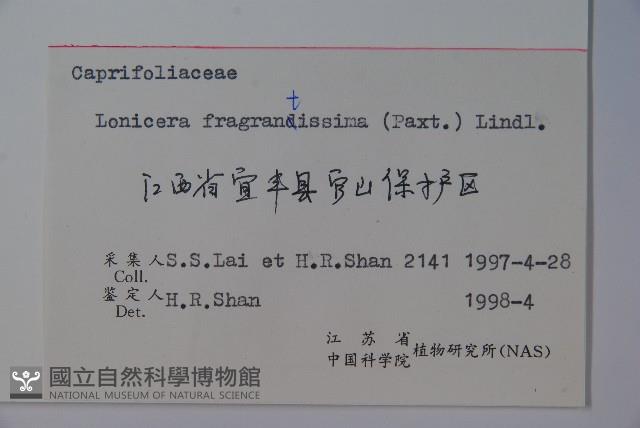 Caprifoliaceae
t
Lonicera fragrandissima (Paxt.) Lindl.
江西省宜丰县官山保护区
采集人 S.S.Lai et H.R.Shan 2141 1997-4-28
Coll.
鉴定人 H.R.Shan 1998-4
Det.
江苏省
中国科学院 植物研究所(NAS)
國立自然科學博物館
NATIONAL MUSEUM OF NATURAL SCIENCE